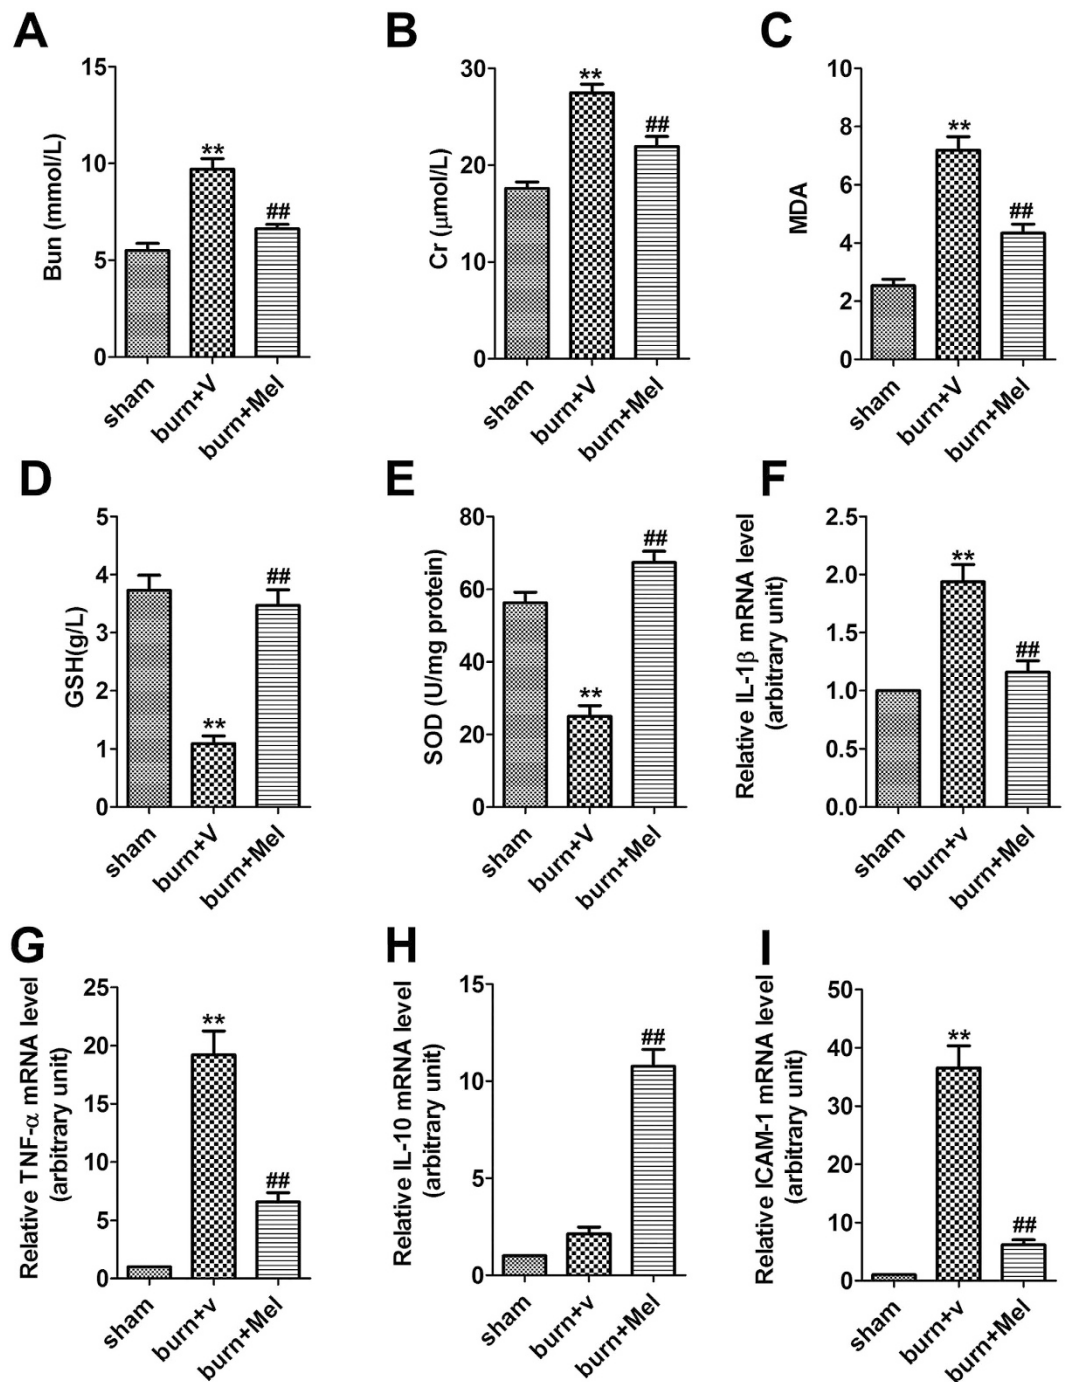 A
Bun (mmol/L)
15
10
5
0
**
##
sham
burn+V
burn+Mel
B
Cr (μmol/L)
30
20
10
0
**
##
sham
burn+V
burn+Mel
C
MDA
10
8
6
4
2
0
**
##
sham
burn+V
burn+Mel
D
GSH(g/L)
5
4
3
2
1
0
**
##
sham
burn+V
burn+Mel
E
SOD (U/mg protein)
80
60
40
20
0
**
##
sham
burn+V
burn+Mel
F
Relative IL-1β mRNA level
(arbitrary unit)
2.5
2.0
1.5
1.0
0.5
0.0
**
##
sham
burn+v
burn+Mel
G
Relative TNF-α mRNA level
(arbitrary unit)
25
20
15
10
5
0
**
##
sham
burn+v
burn+Mel
H
Relative IL-10 mRNA level
(arbitrary unit)
15
10
5
0
##
sham
burn+v
burn+Mel
I
Relative ICAM-1 mRNA level
(arbitrary unit)
50
40
30
20
10
0
**
##
sham
burn+v
burn+Mel